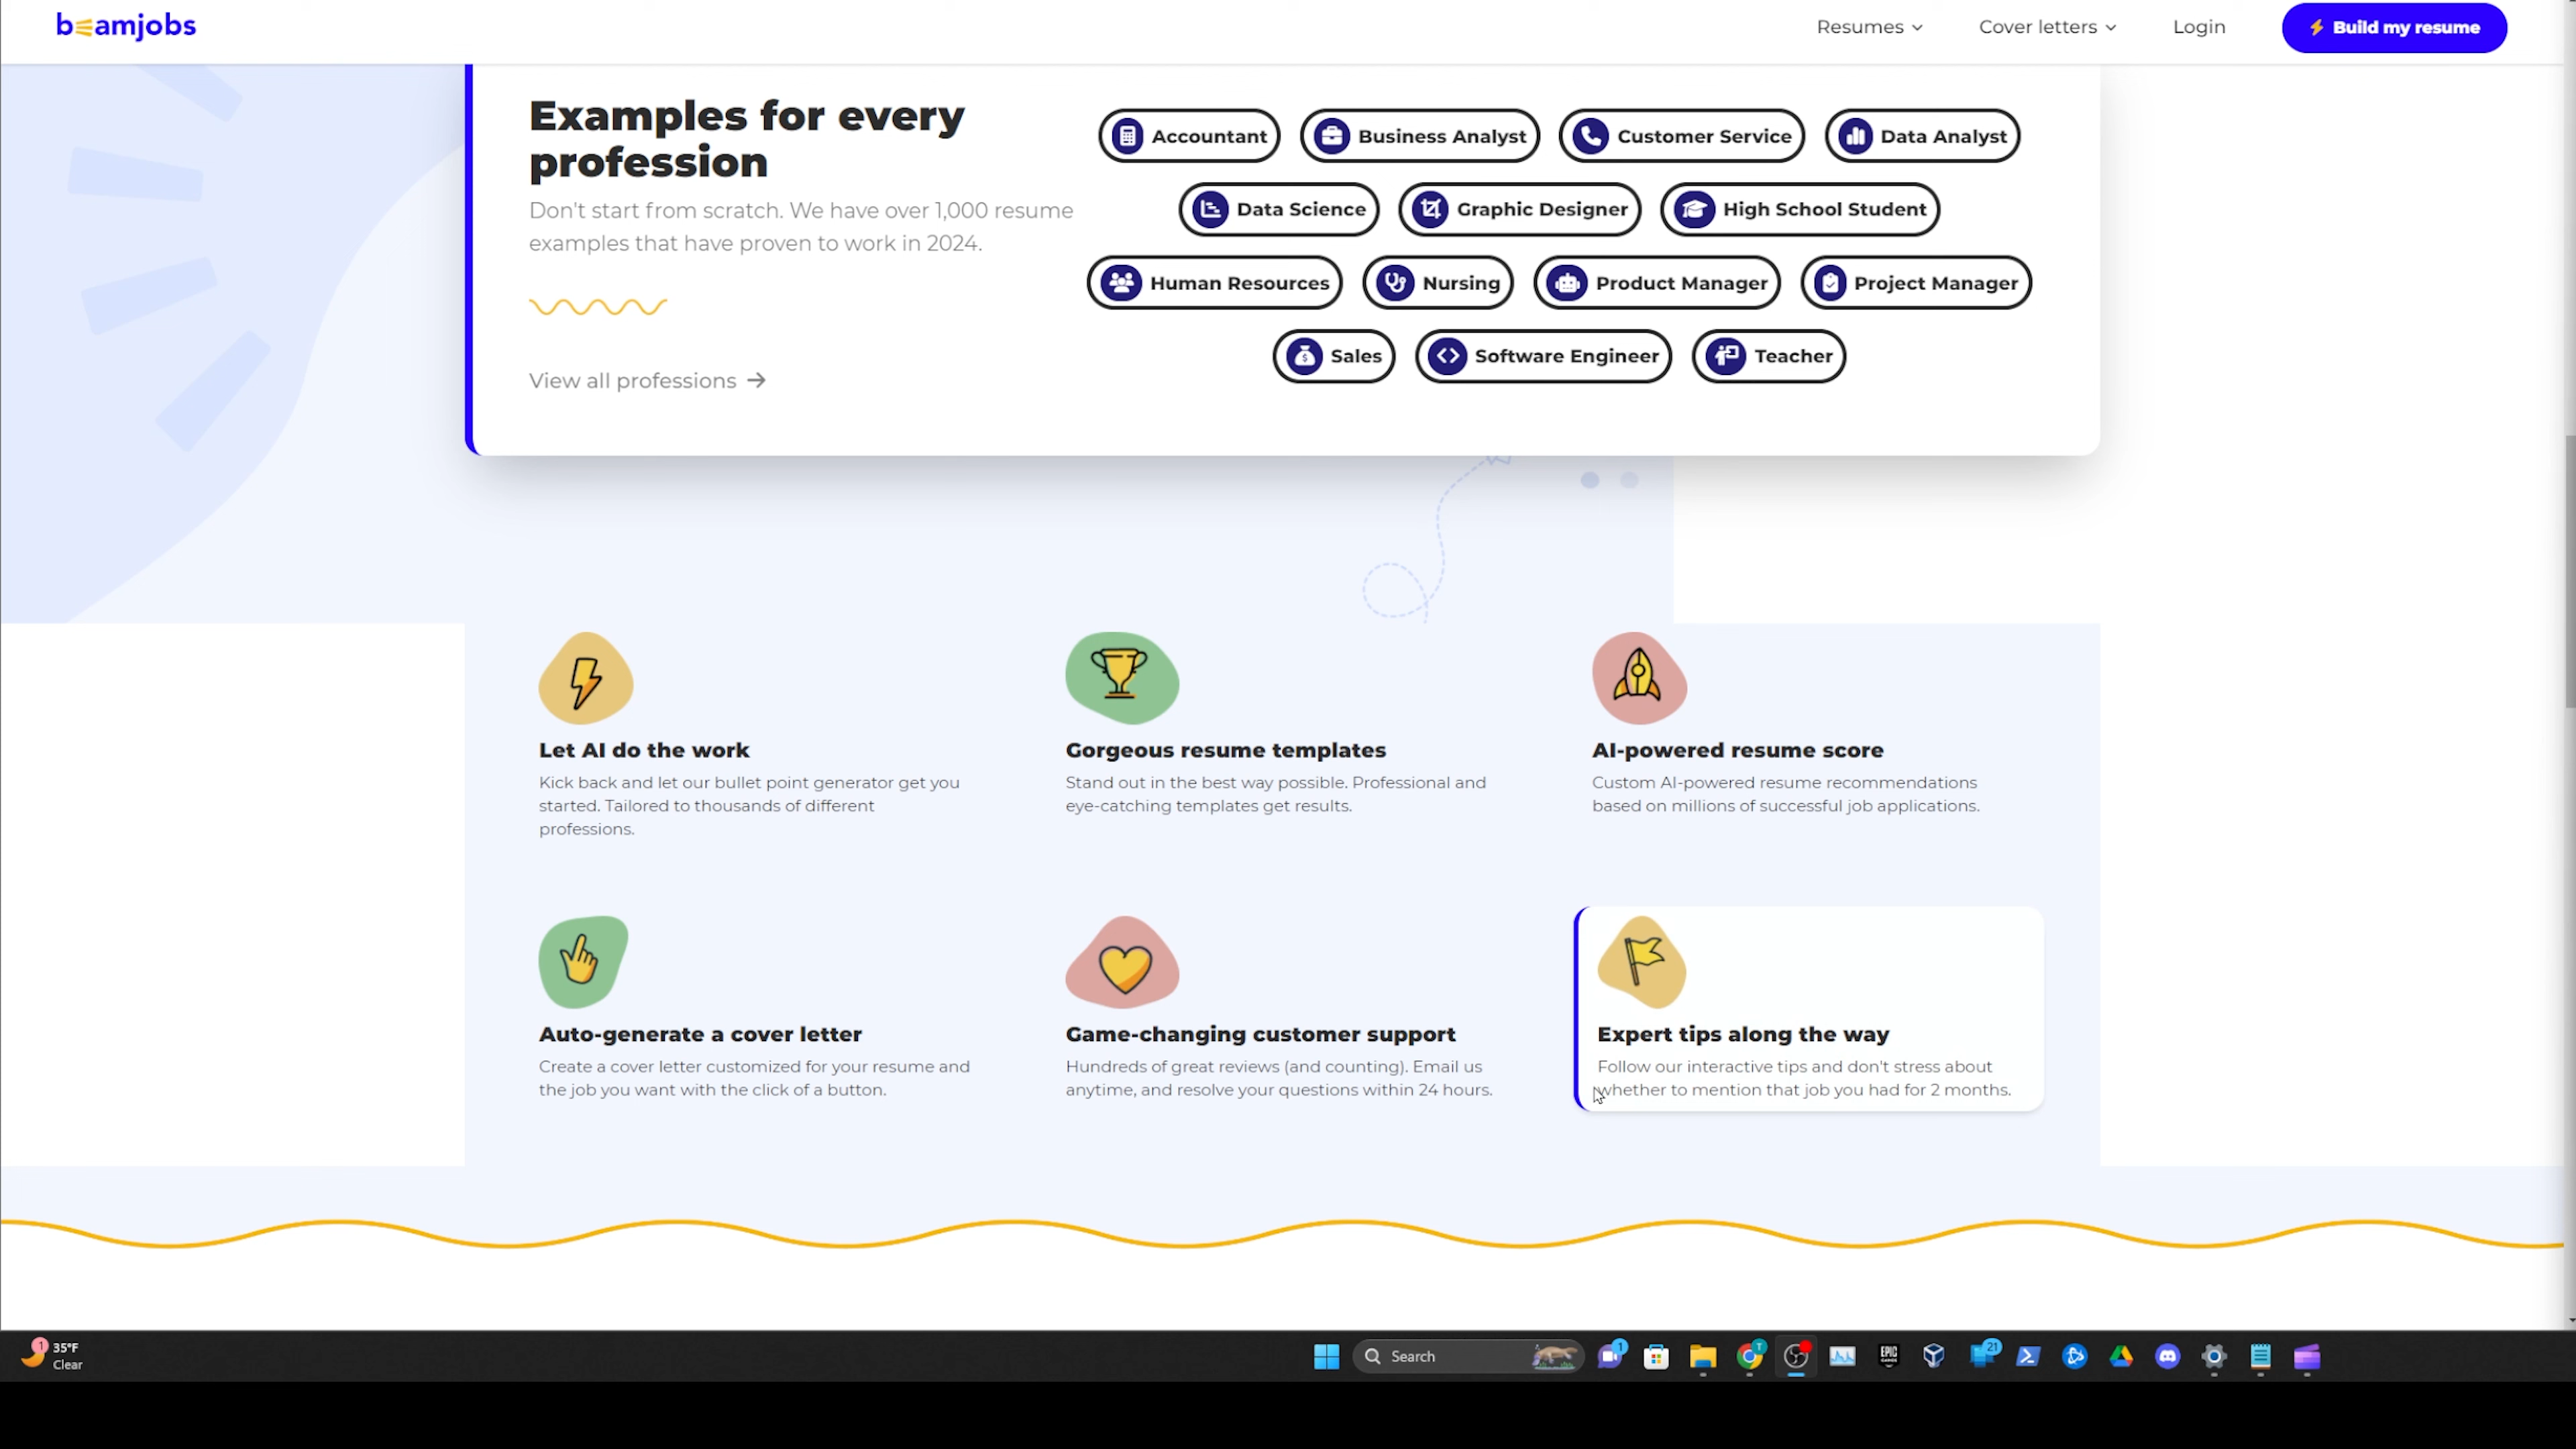 beamjobs
Resumes
Cover letters
Login
Build my resume
Examples for every
profession
Don't start from scratch. We have over 1,000 resume
examples that have proven to work in 2024.
View all professions
Accountant
Business Analyst
Customer Service
Data Analyst
Data Science
Graphic Designer
High School Student
Human Resources
Nursing
Product Manager
Project Manager
Sales
Software Engineer
Teacher
Let AI do the work
Kick back and let our bullet point generator get you
started. Tailored to thousands of different
professions.
Gorgeous resume templates
Stand out in the best way possible. Professional and
eye-catching templates get results.
AI-powered resume score
Custom AI-powered resume recommendations
based on millions of successful job applications.
Auto-generate a cover letter
Create a cover letter customized for your resume and
the job you want with the click of a button.
Game-changing customer support
Hundreds of great reviews (and counting). Email us
anytime, and resolve your questions within 24 hours.
Expert tips along the way
Follow our interactive tips and don't stress about
whether to mention that job you had for 2 months.
1
35°F
Clear
Search
1
T
EPIC
GAMES
21